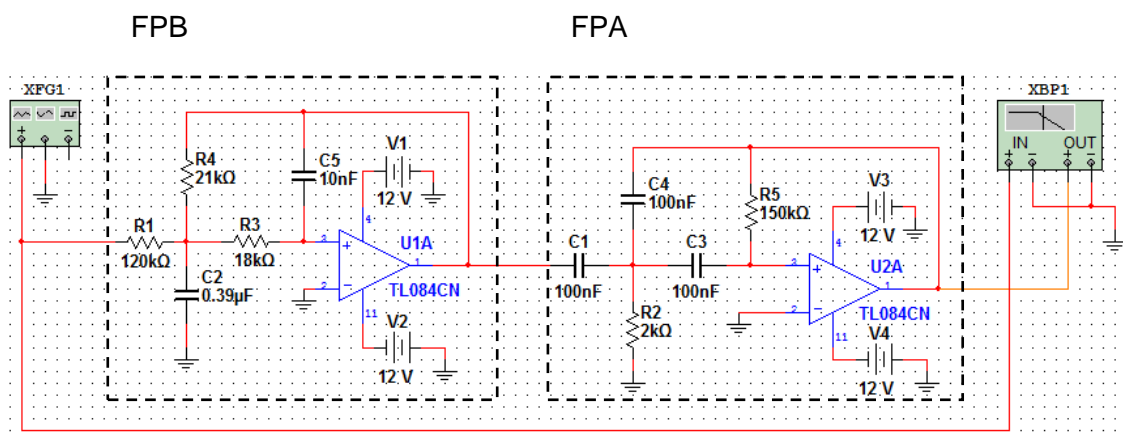 FPB
FPA
XFG1
XBP1
V1
R4
C5
21kΩ
10nF
12 V
4
R1
R3
3
U1A
1
120kΩ
18kΩ
2
TL084CN
C2
0.39µF
11
V2
12 V
C4
R5
V3
100nF
150kΩ
12 V
4
C1
C3
3
U2A
1
100nF
100nF
2
TL084CN
R2
2kΩ
11
V4
12 V
IN
OUT
+
−
+
−